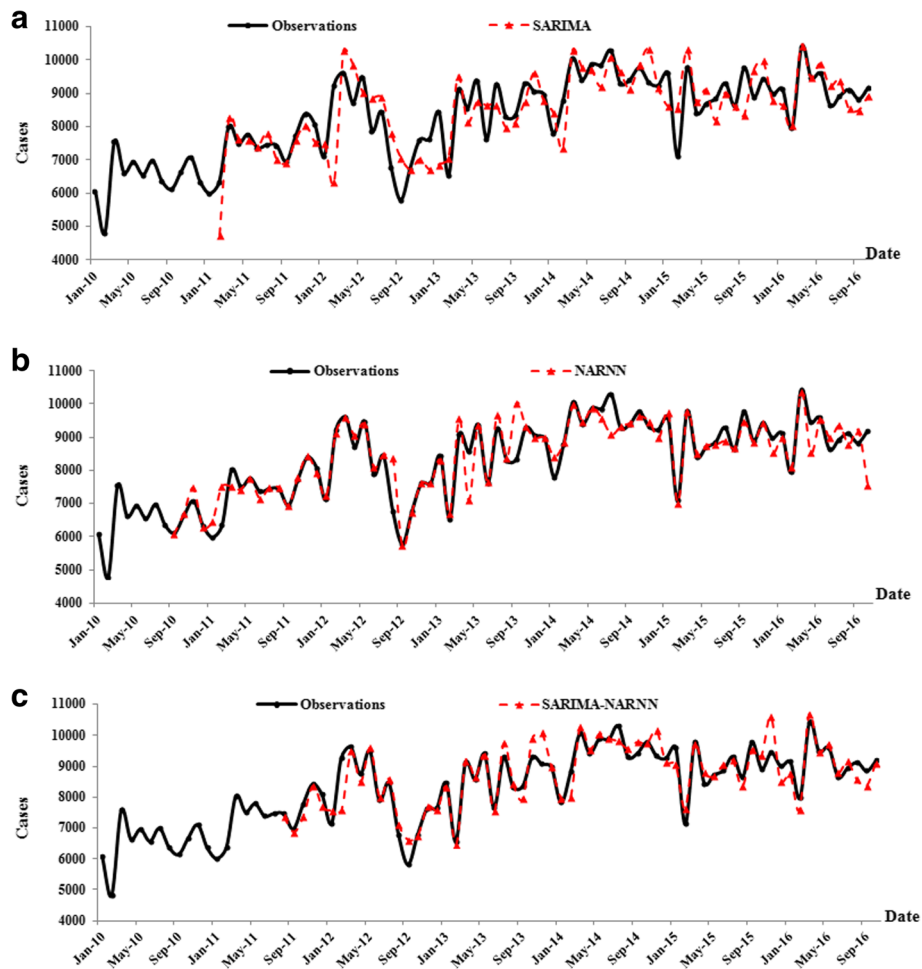 a
Observations
SARIMA
11000
10000
9000
8000
7000
6000
5000
4000
Cases
Date
Jan-10
May-10
Sep-10
Jan-11
May-11
Sep-11
Jan-12
May-12
Sep-12
Jan-13
May-13
Sep-13
Jan-14
May-14
Sep-14
Jan-15
May-15
Sep-15
Jan-16
May-16
Sep-16
b
Observations
NARNN
11000
10000
9000
8000
7000
6000
5000
4000
Cases
Date
Jan-10
May-10
Sep-10
Jan-11
May-11
Sep-11
Jan-12
May-12
Sep-12
Jan-13
May-13
Sep-13
Jan-14
May-14
Sep-14
Jan-15
May-15
Sep-15
Jan-16
May-16
Sep-16
c
Observations
SARIMA-NARNN
11000
10000
9000
8000
7000
6000
5000
4000
Cases
Date
Jan-10
May-10
Sep-10
Jan-11
May-11
Sep-11
Jan-12
May-12
Sep-12
Jan-13
May-13
Sep-13
Jan-14
May-14
Sep-14
Jan-15
May-15
Sep-15
Jan-16
May-16
Sep-16